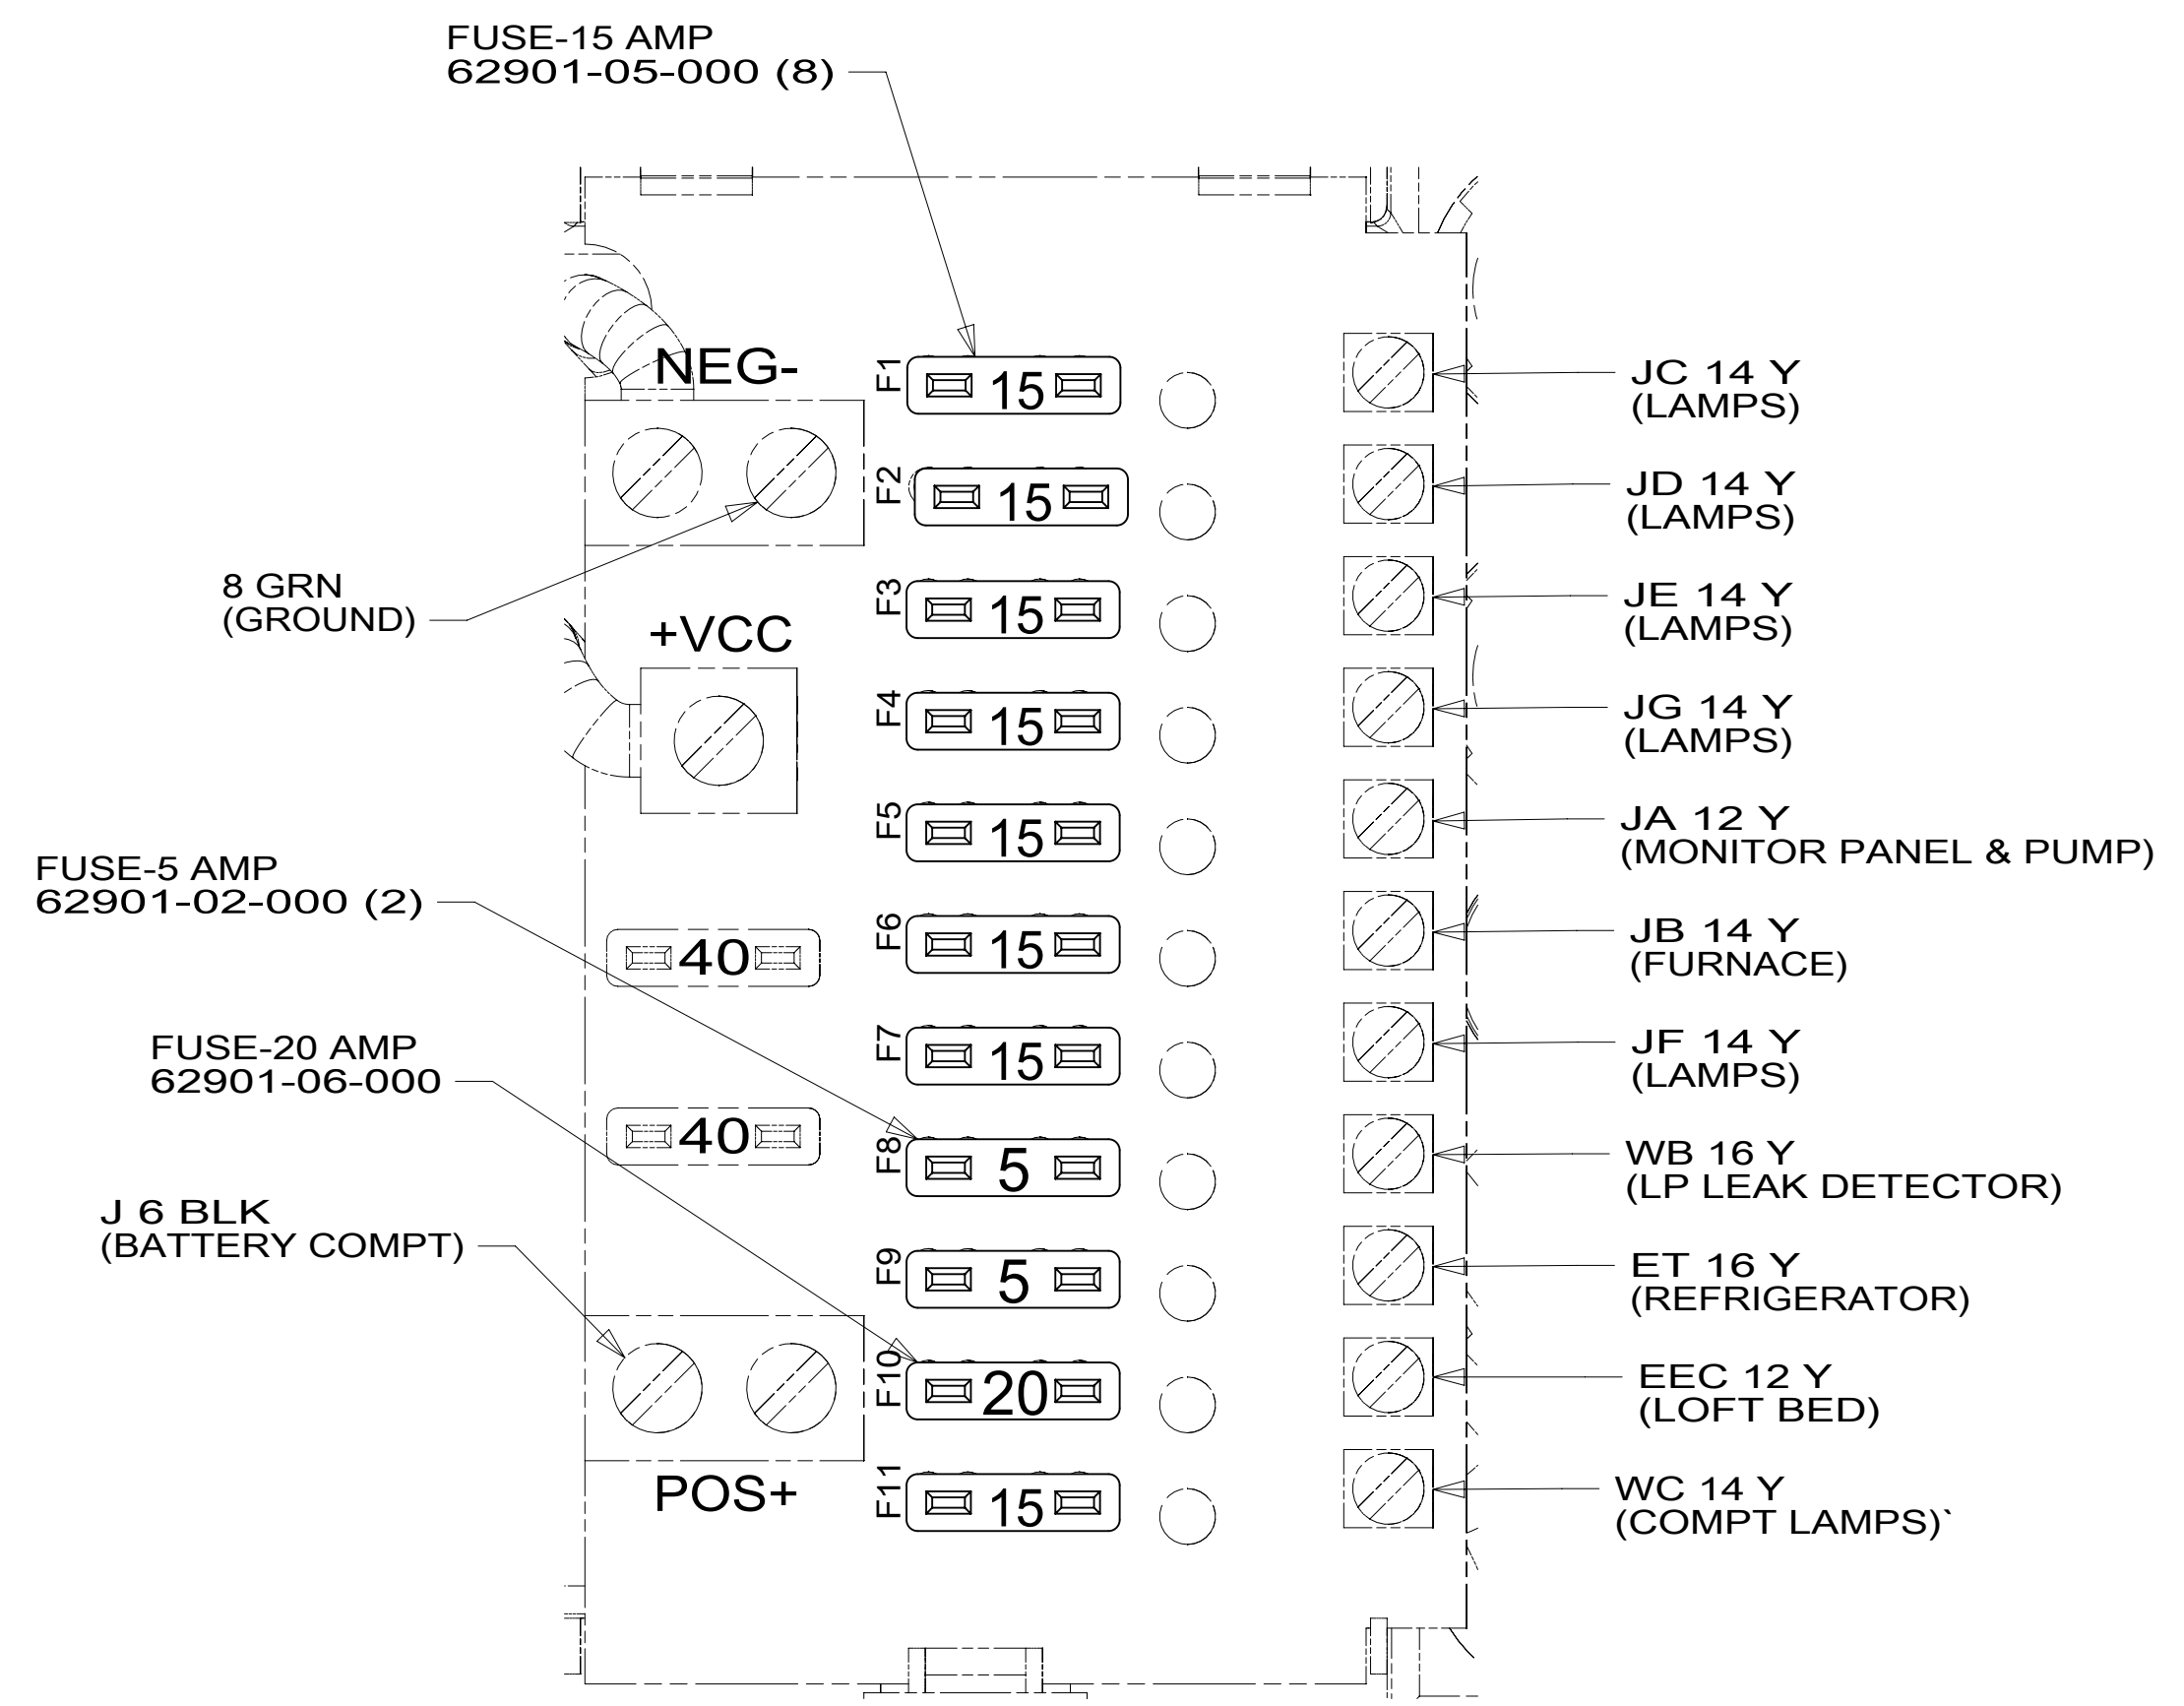 FUSE-15 AMP
62901-05-000 (8)
NEG-
8 GRN
(GROUND)
+VCC
FUSE-5 AMP
62901-02-000 (2)
40
FUSE-20 AMP
62901-06-000
40
J 6 BLK
(BATTERY COMPT)
POS+
F1 15
F2 15
F3 15
F4 15
F5 15
F6 15
F7 15
F8 5
F9 5
F10 20
F11 15
JC 14 Y
(LAMPS)
JD 14 Y
(LAMPS)
JE 14 Y
(LAMPS)
JG 14 Y
(LAMPS)
JA 12 Y
(MONITOR PANEL & PUMP)
JB 14 Y
(FURNACE)
JF 14 Y
(LAMPS)
WB 16 Y
(LP LEAK DETECTOR)
ET 16 Y
(REFRIGERATOR)
EEC 12 Y
(LOFT BED)
WC 14 Y
(COMPT LAMPS)`